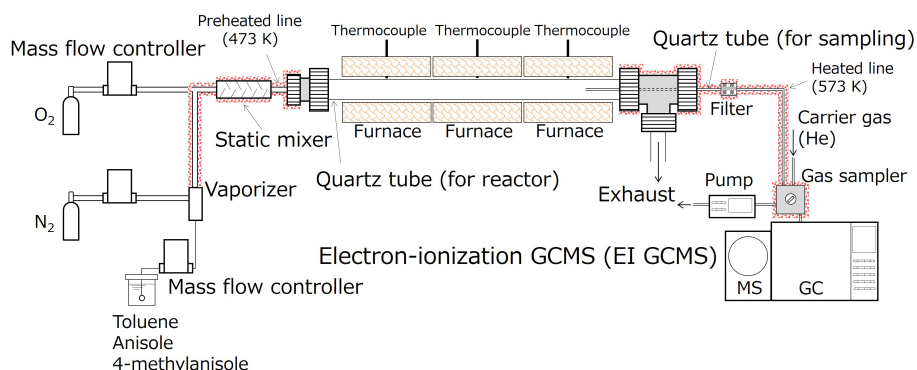 Preheated line
(473 K)
Mass flow controller
Thermocouple
Thermocouple
Thermocouple
Quartz tube (for sampling)
Heated line
(573 K)
O2
Static mixer
Furnace
Furnace
Furnace
Filter
Carrier gas
(He)
Vaporizer
Quartz tube (for reactor)
Exhaust
Pump
Gas sampler
N2
Electron-ionization GCMS (EI GCMS)
Mass flow controller
MS
GC
Toluene
Anisole
4-methylanisole